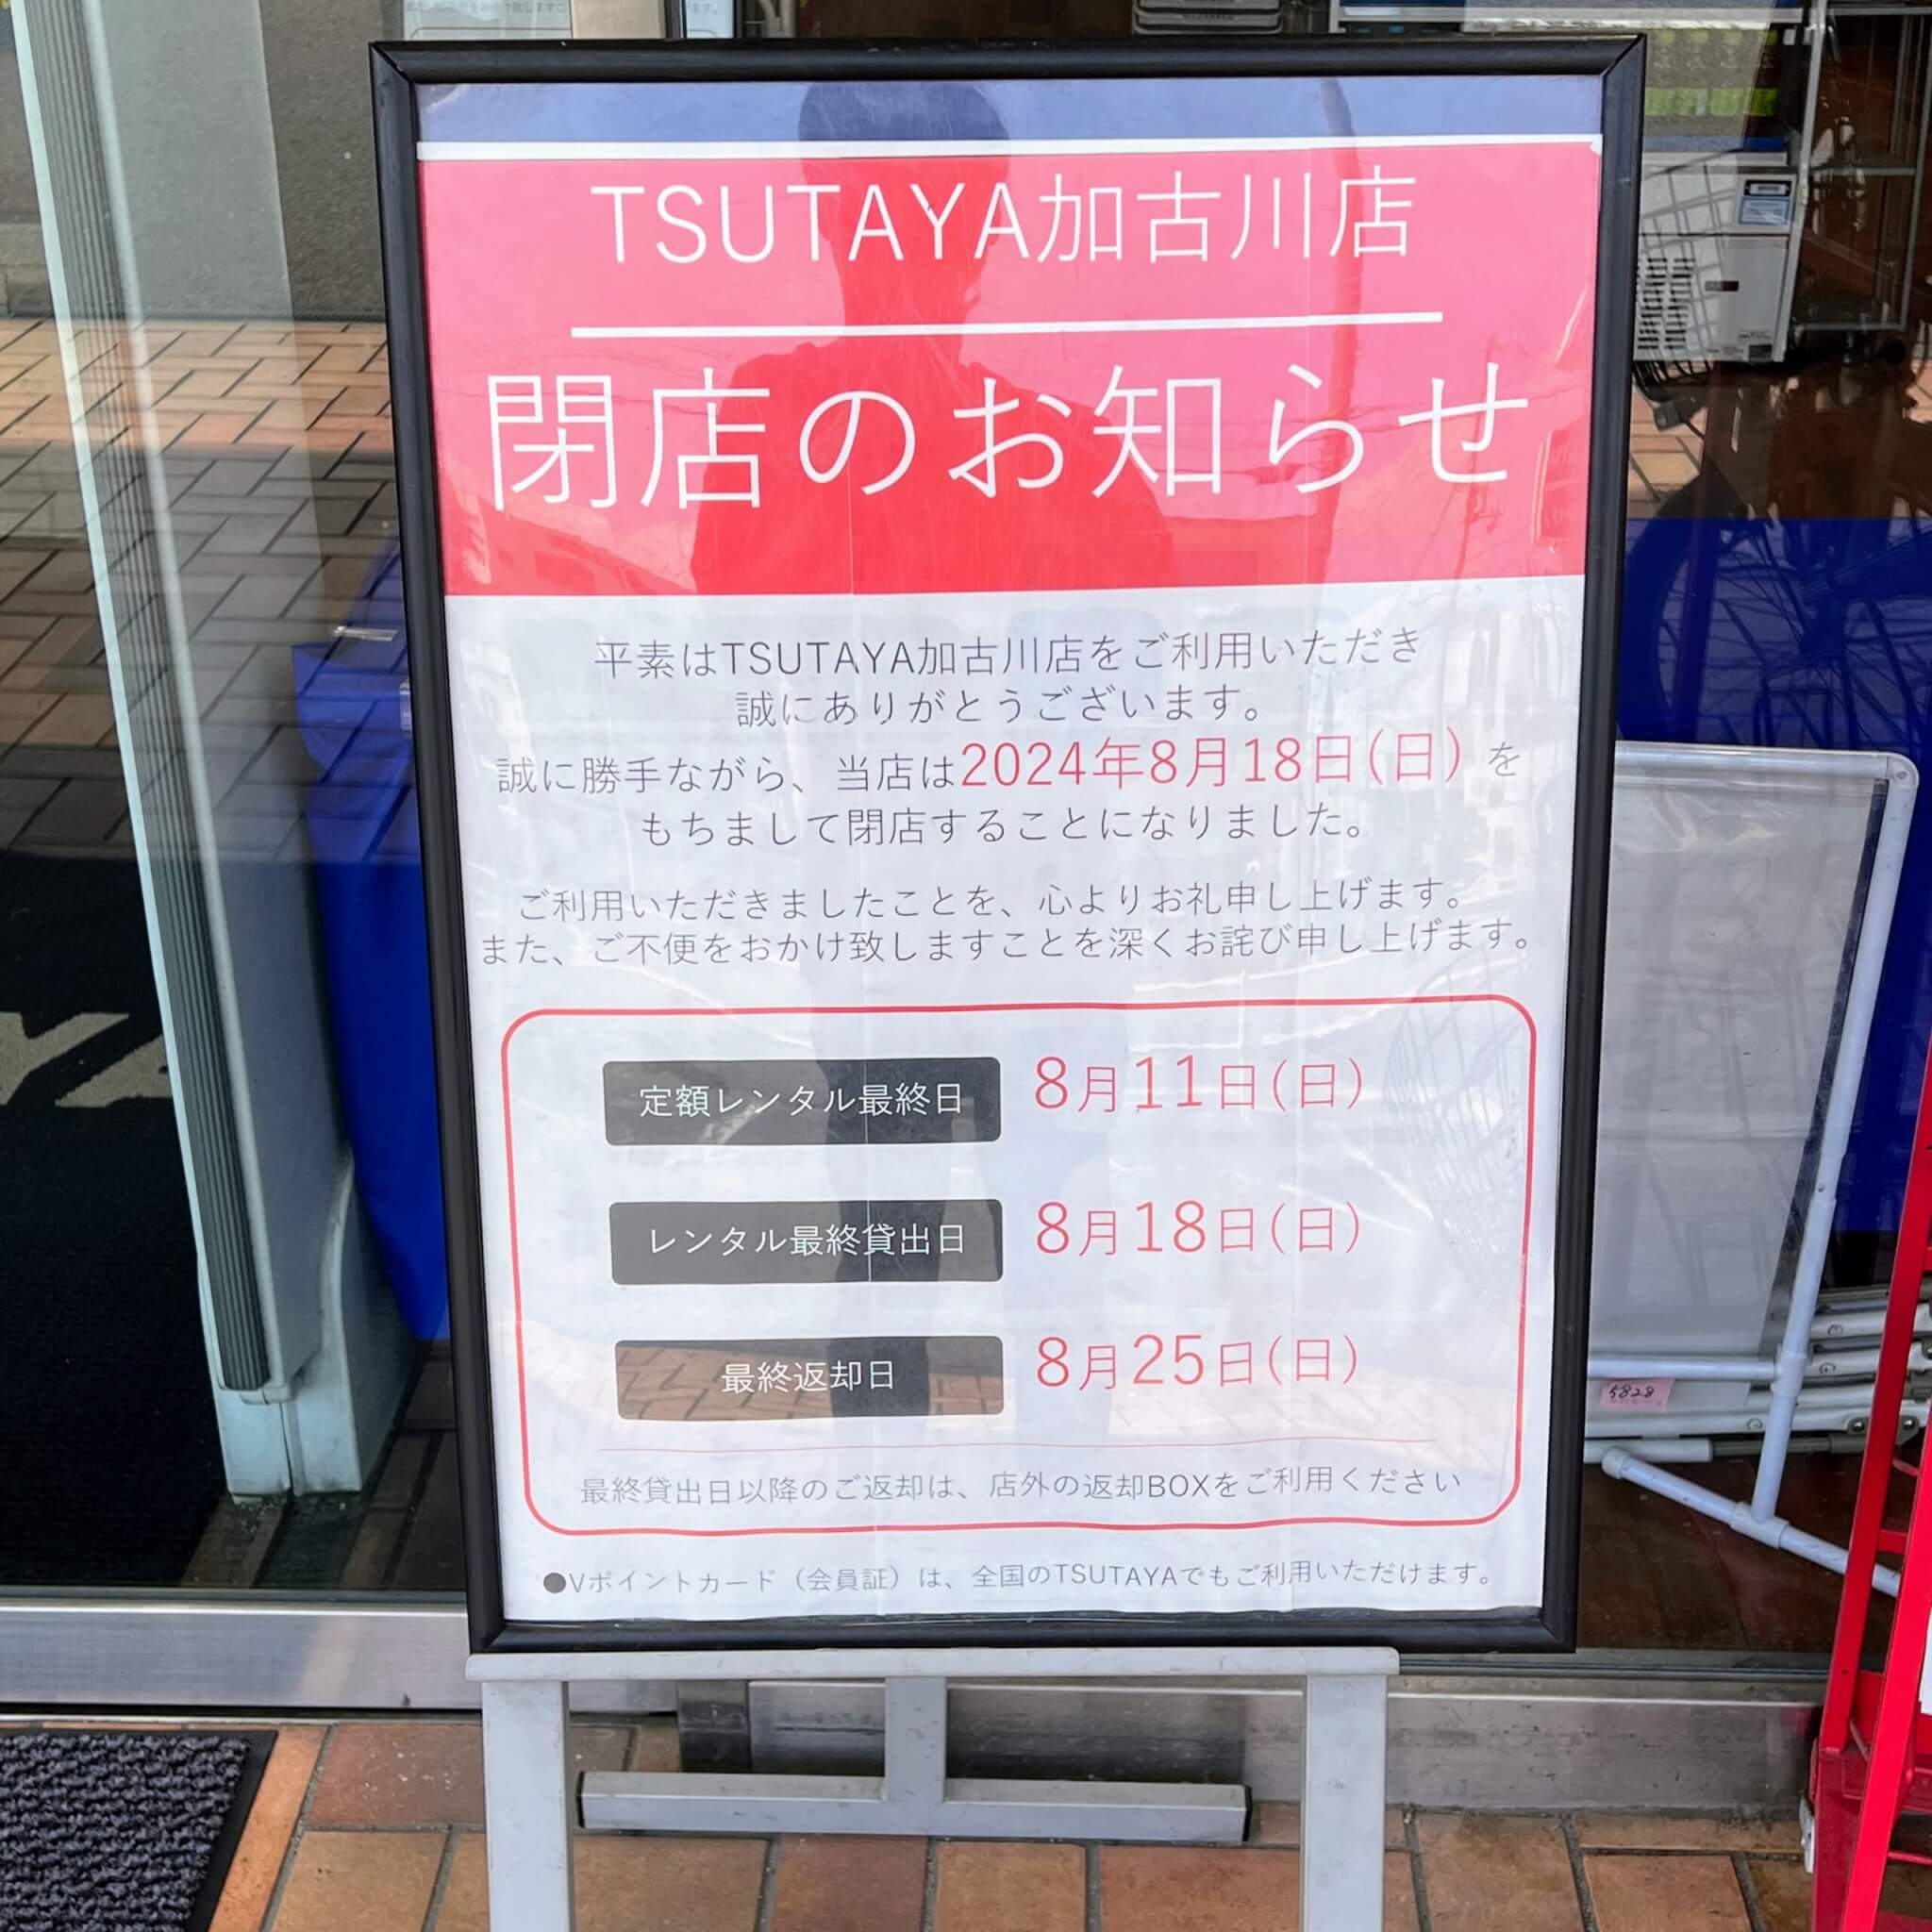 TSUTAYA加古川店
閉店のお知らせ
平素はTSUTAYA加古川店をご利用いただき
誠にありがとうございます。
誠に勝手ながら、当店は2024年8月18日(日)を
もちまして閉店することになりました。
ご利用いただきましたことを、心よりお礼申し上げます。
また、ご不便をおかけ致しますことを深くお詫び申し上げます。
定額レンタル最終日 8月11日(日)
レンタル最終貸出日 8月18日(日)
最終返却日 8月25日(日)
最終貸出日以降のご返却は、店外の返却BOXをご利用ください
●Vポイントカード（会員証）は、全国のTSUTAYAでもご利用いただけます。
5828